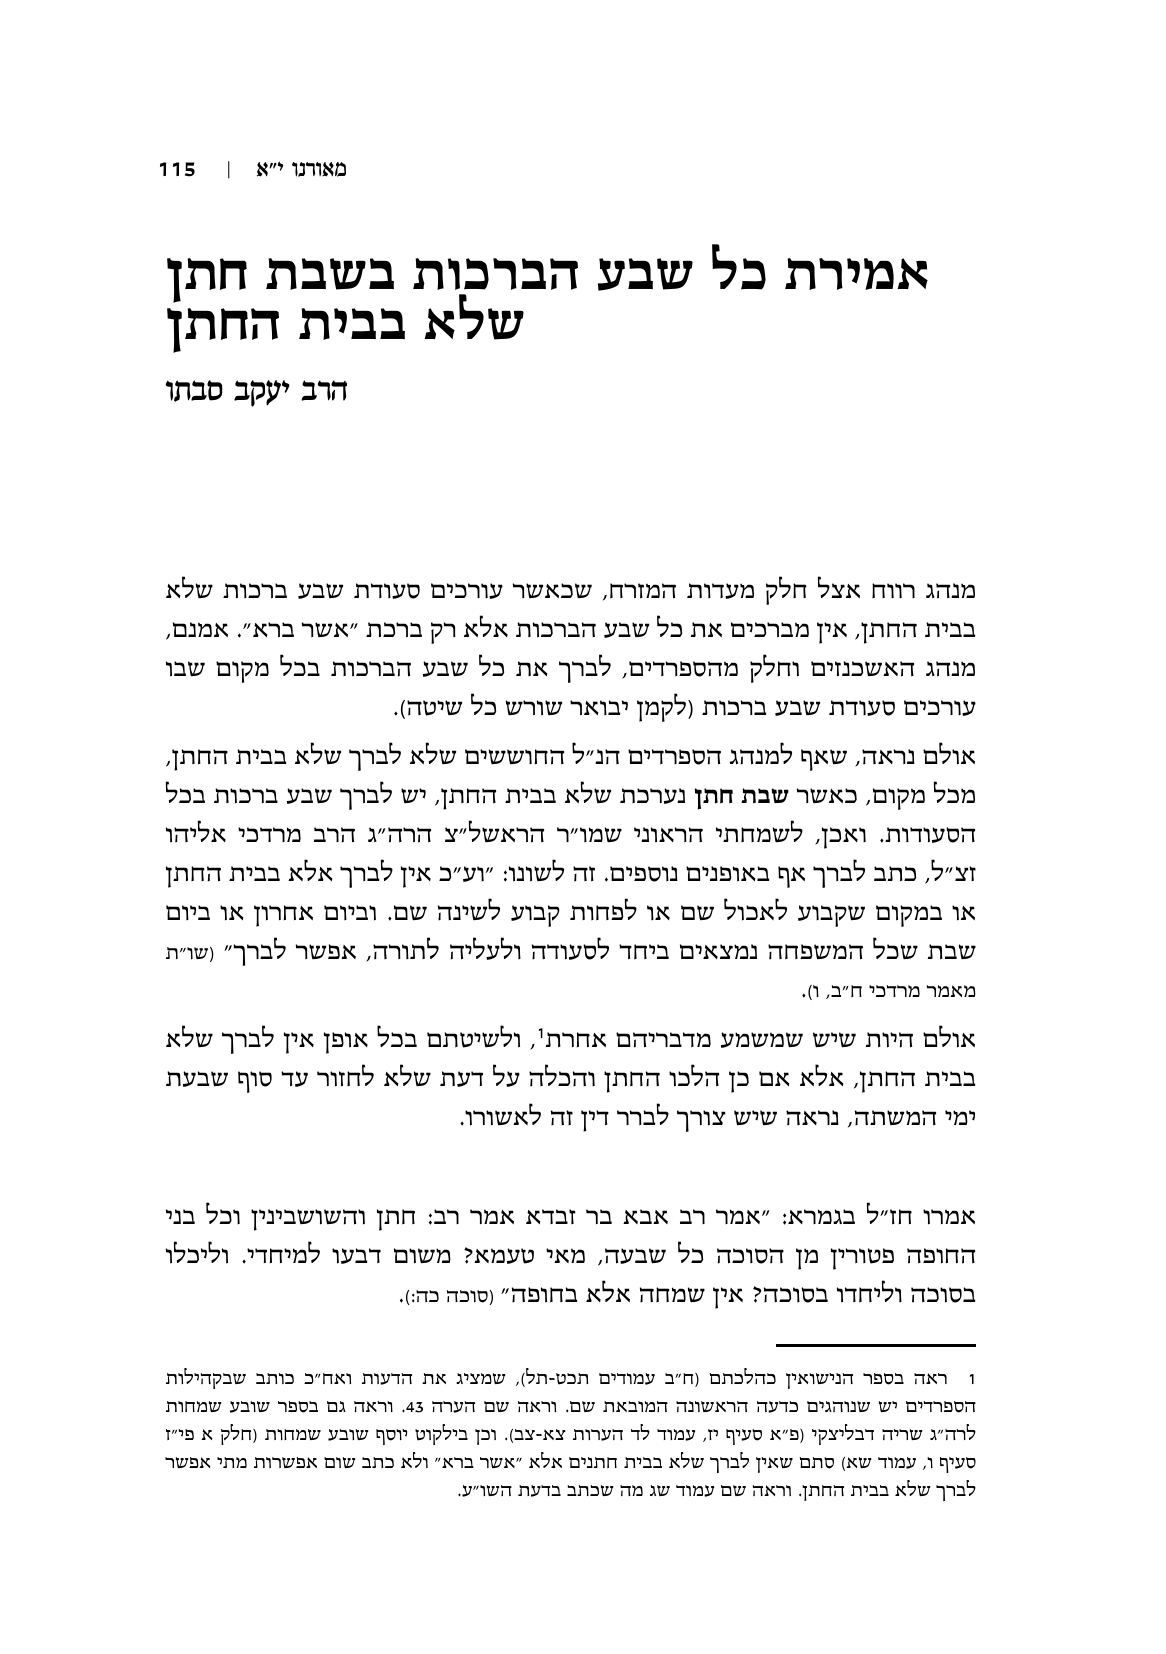 מאורנו י״א | 115
אמירת כל שבע הברכות בשבת חתן
שלא בבית החתן
הרב יעקב סבתו
מנהג רווח אצל חלק מעדות המזרח, שכאשר עורכים סעודת שבע ברכות שלא
בבית החתן, אין מברכים את כל שבע הברכות אלא רק ברכת ״אשר ברא״. אמנם,
מנהג האשכנזים וחלק מהספרדים, לברך את כל שבע הברכות בכל מקום שבו
עורכים סעודת שבע ברכות (לקמן יבואר שורש כל שיטה).
אולם נראה, שאף למנהג הספרדים הנ״ל החוששים שלא לברך שלא בבית החתן,
מכל מקום, כאשר שבת חתן נערכת שלא בבית החתן, יש לברך שבע ברכות בכל
הסעודות. ואכן, לשמחתי הראוני שמו״ר הראשל״צ הרה״ג הרב מרדכי אליהו
זצ״ל, כתב לברך אף באופנים נוספים. זה לשונו: ״וע״כ אין לברך אלא בבית החתן
או במקום שקבוע לאכול שם או לפחות קבוע לשינה שם. וביום אחרון או ביום
שבת שכל המשפחה נמצאים ביחד לסעודה ולעליה לתורה, אפשר לברך״ (שו״ת
מאמר מרדכי ח״ב, ו).
אולם היות שיש שמשמע מדבריהם אחרת1, ולשיטתם בכל אופן אין לברך שלא
בבית החתן, אלא אם כן הלכו החתן והכלה על דעת שלא לחזור עד סוף שבעת
ימי המשתה, נראה שיש צורך לברר דין זה לאשורו.
אמרו חז״ל בגמרא: ״אמר רב אבא בר זבדא אמר רב: חתן והשושבינין וכל בני
החופה פטורין מן הסוכה כל שבעה, מאי טעמא? משום דבעו למיחדי. וליכלו
בסוכה וליחדו בסוכה? אין שמחה אלא בחופה״ (סוכה כה:).
1 ראה בספר הנישואין כהלכתם (ח״ב עמודים תכט-תל), שמציג את הדעות ואח״כ כותב שבקהילות
הספרדים יש שנוהגים כדעה הראשונה המובאת שם. וראה שם הערה 43. וראה גם בספר שובע שמחות
לרה״ג שריה דבליצקי (פ״א סעיף יז, עמוד לד הערות צא-צב). וכן בילקוט יוסף שובע שמחות (חלק א פי״ז
סעיף ו, עמוד שא) סתם שאין לברך שלא בבית חתנים אלא ״אשר ברא״ ולא כתב שום אפשרות מתי אפשר
לברך שלא בבית החתן. וראה שם עמוד שג מה שכתב בדעת השו״ע.